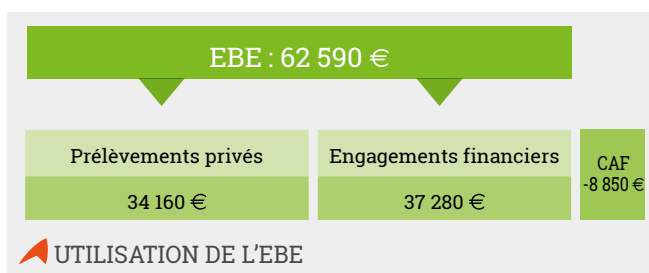 EBE : 62 590 €
Prélèvements privés
Engagements financiers
34 160 €
37 280 €
CAF
-8 850 €
UTILISATION DE L'EBE